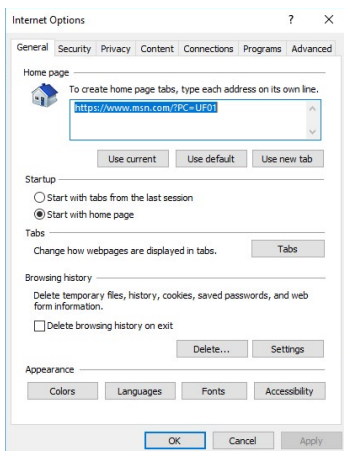 Internet Options
General Security Privacy Content Connections Programs Advanced
Home page
To create home page tabs, type each address on its own line.
https://www.msn.com/?PC=UF01
Use current Use default Use new tab
Startup
Start with tabs from the last session
Start with home page
Tabs
Change how webpages are displayed in tabs. Tabs
Browsing history
Delete temporary files, history, cookies, saved passwords, and web
form information.
Delete browsing history on exit
Delete... Settings
Appearance
Colors Languages Fonts Accessibility
OK Cancel Apply